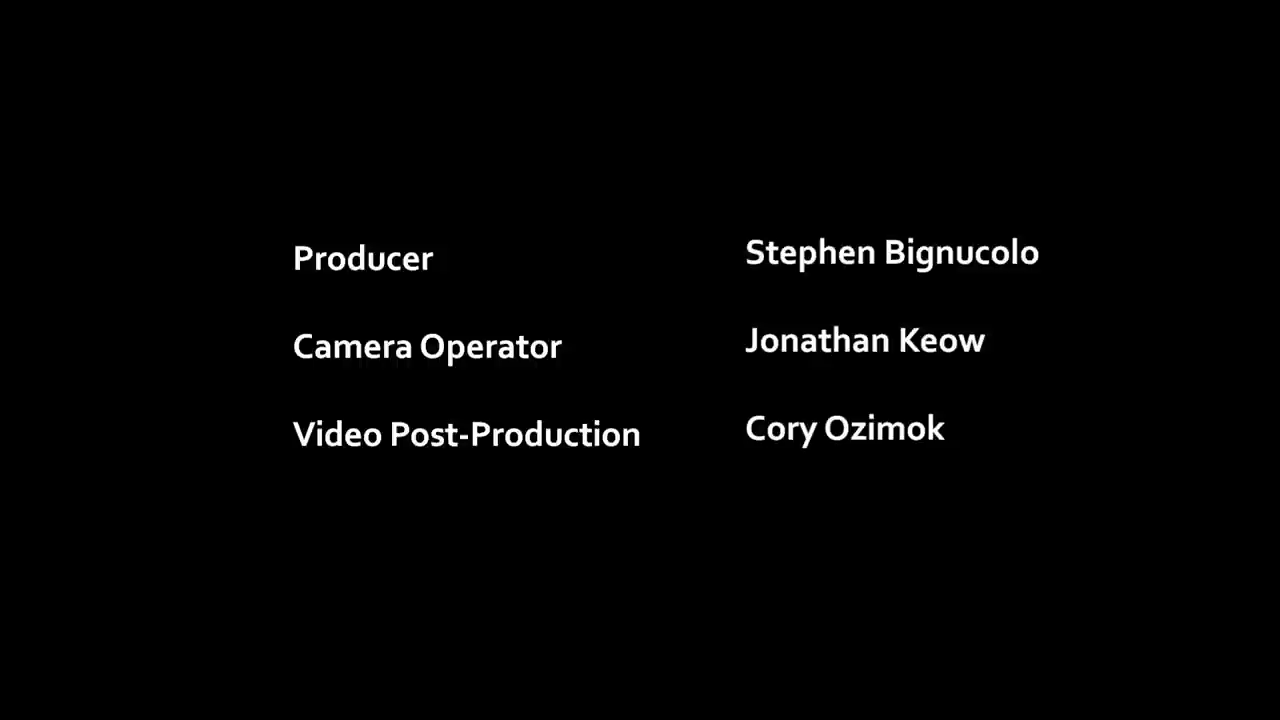 Producer Stephen Bignucolo
Camera Operator Jonathan Keow
Video Post-Production Cory Ozimok